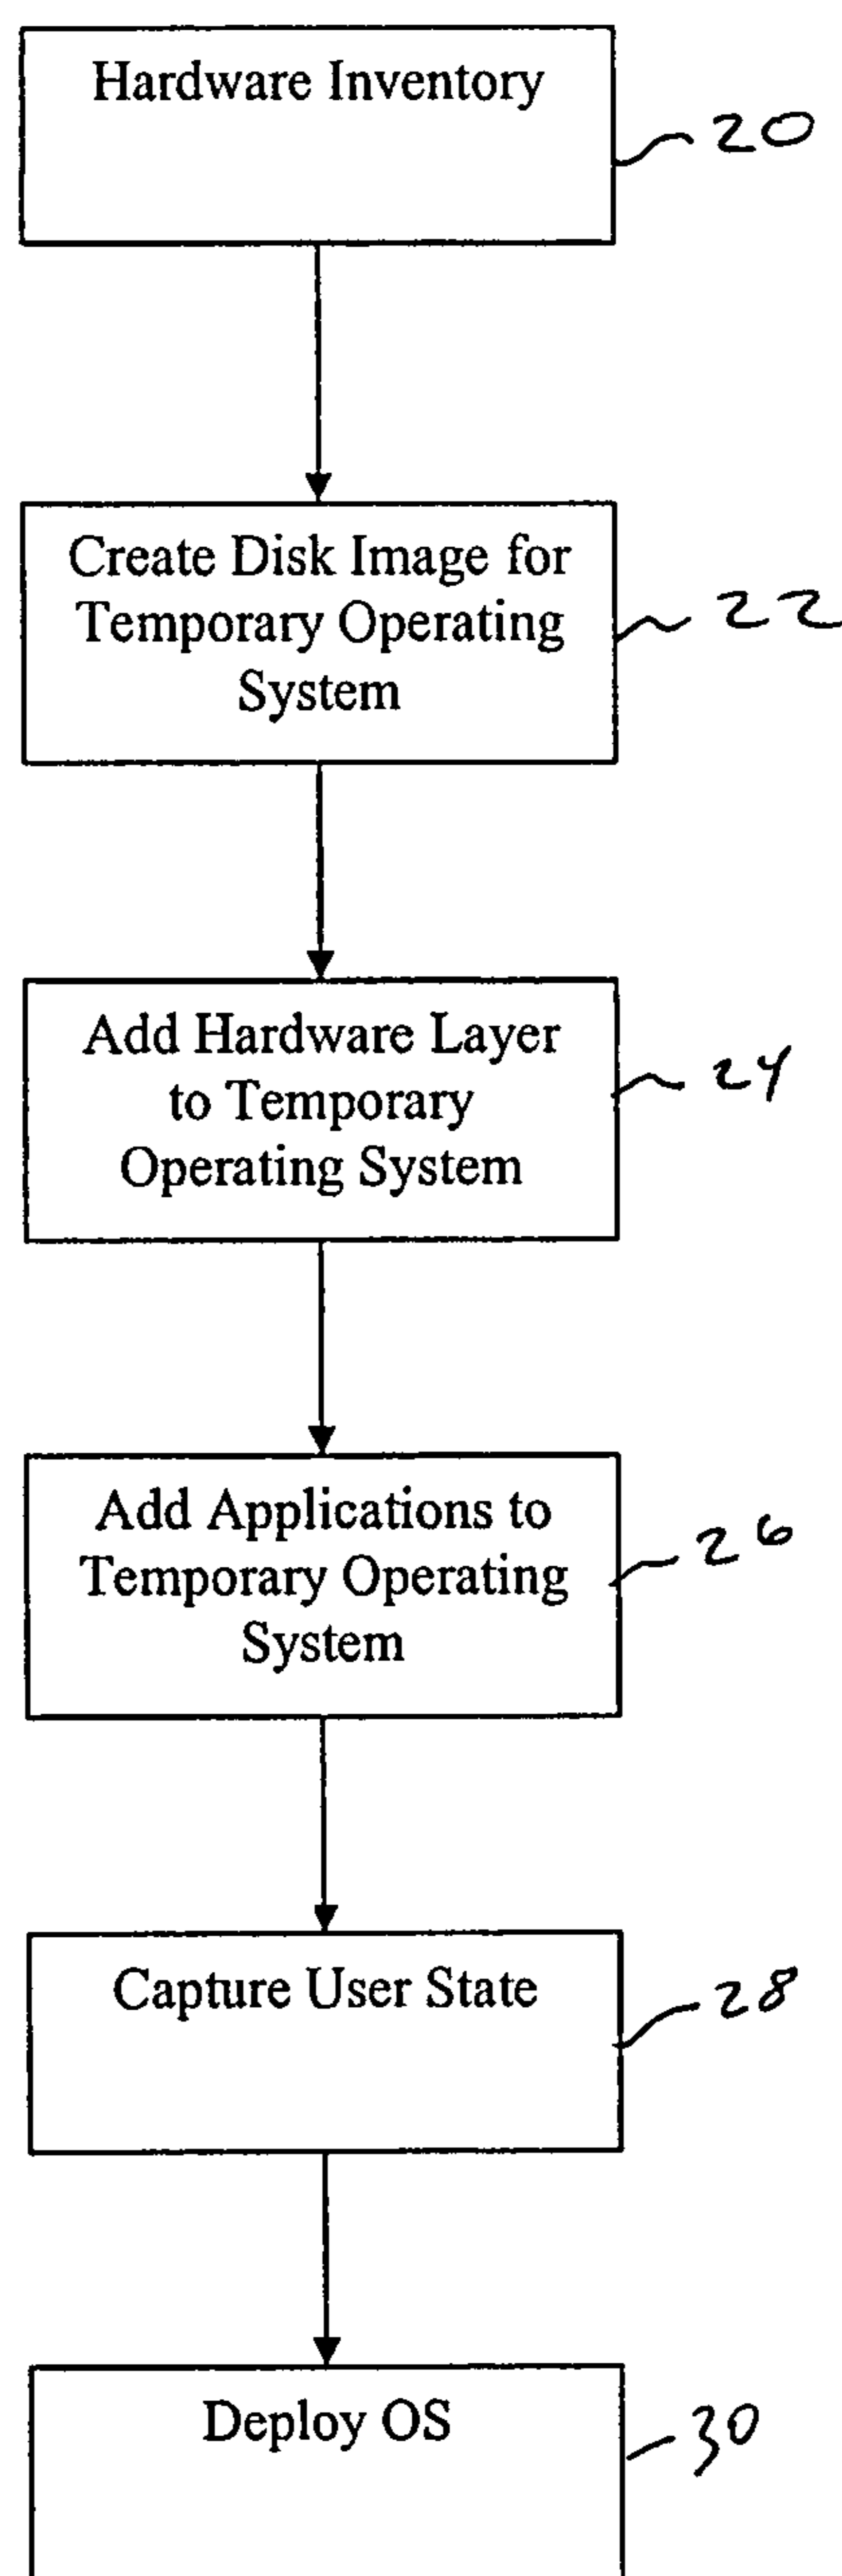 Hardware Inventory
20
Create Disk Image for
Temporary Operating
System
22
Add Hardware Layer
to Temporary
Operating System
24
Add Applications to
Temporary Operating
System
26
Capture User State
28
Deploy OS
30